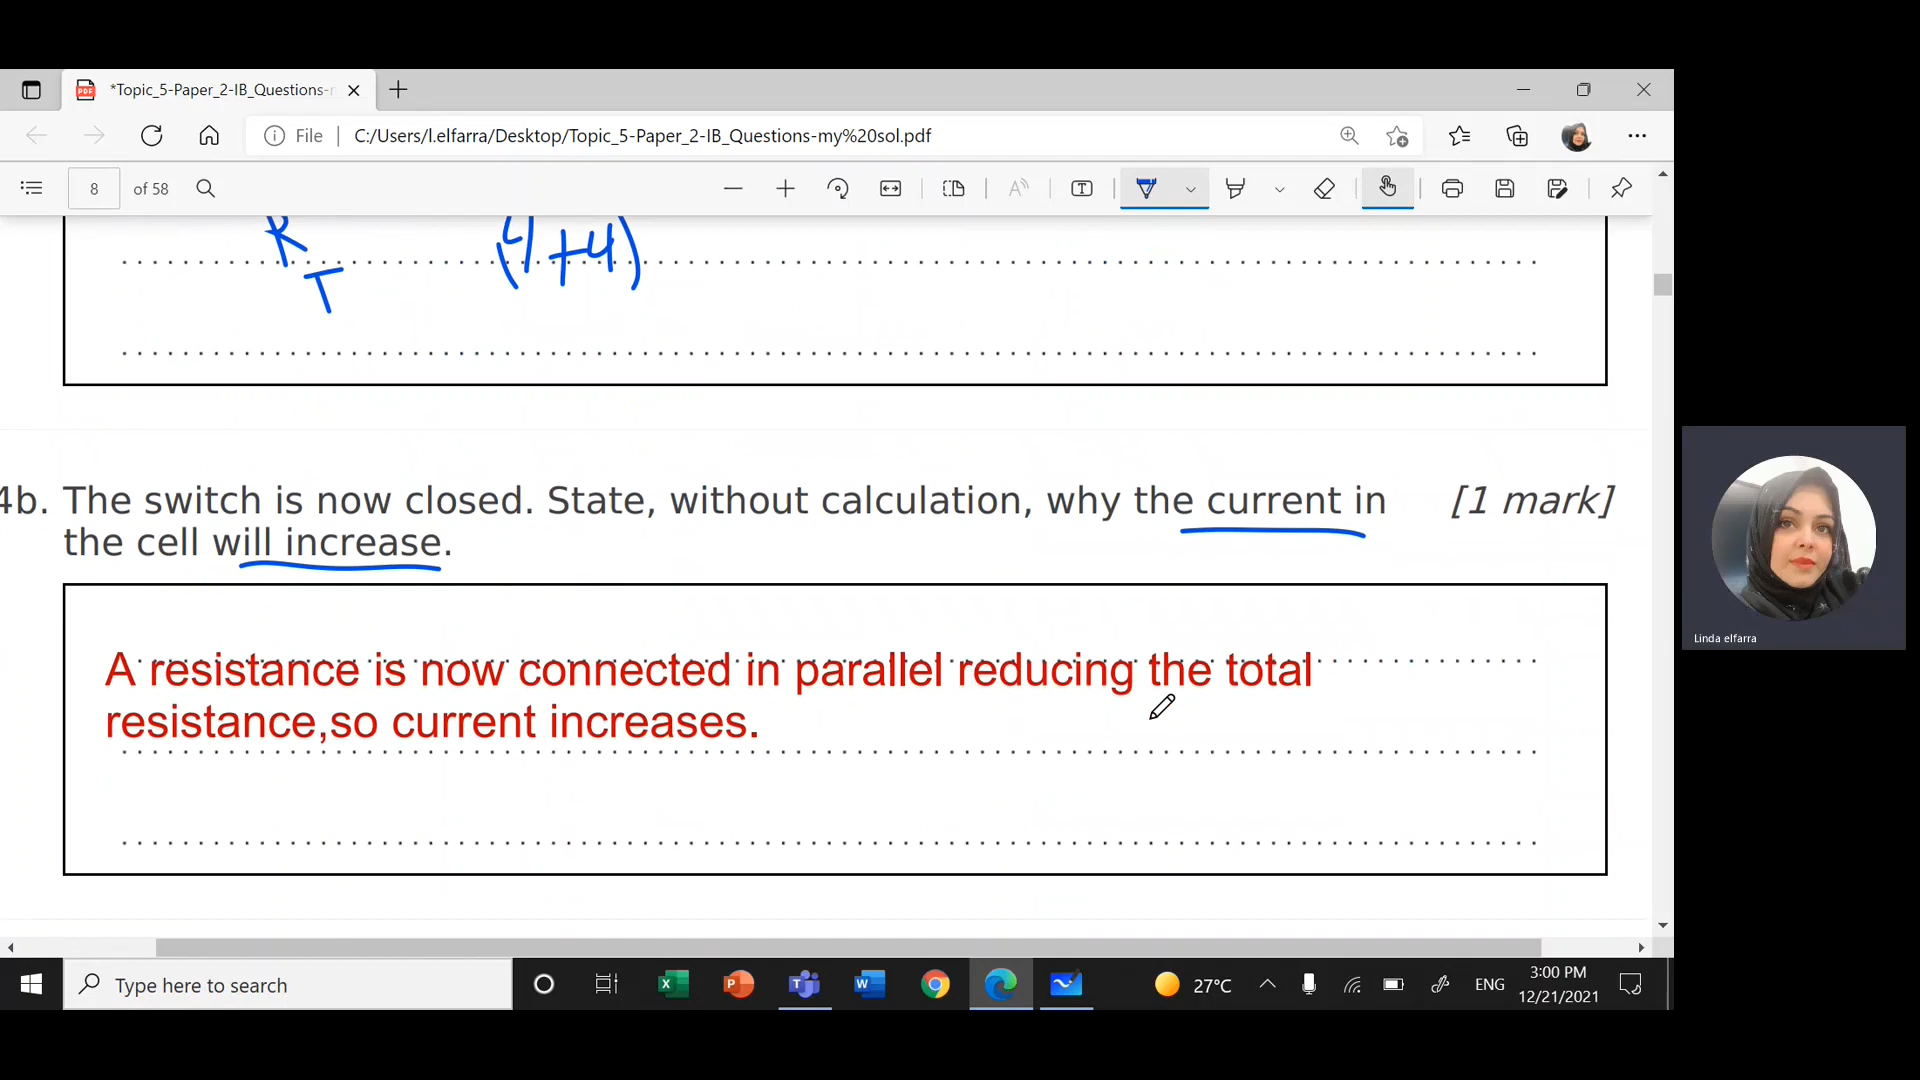 *Topic_5-Paper_2-IB_Questions-m
File
C:/Users/l.elfarra/Desktop/Topic_5-Paper_2-IB_Questions-my%20sol.pdf
8 of 58
R
T
(4+4)
4b. The switch is now closed. State, without calculation, why the current in [1 mark]
the cell will increase.
A resistance is now connected in parallel reducing the total
resistance,so current increases.
Linda elfarra
Type here to search
27°C
ENG
3:00 PM
12/21/2021